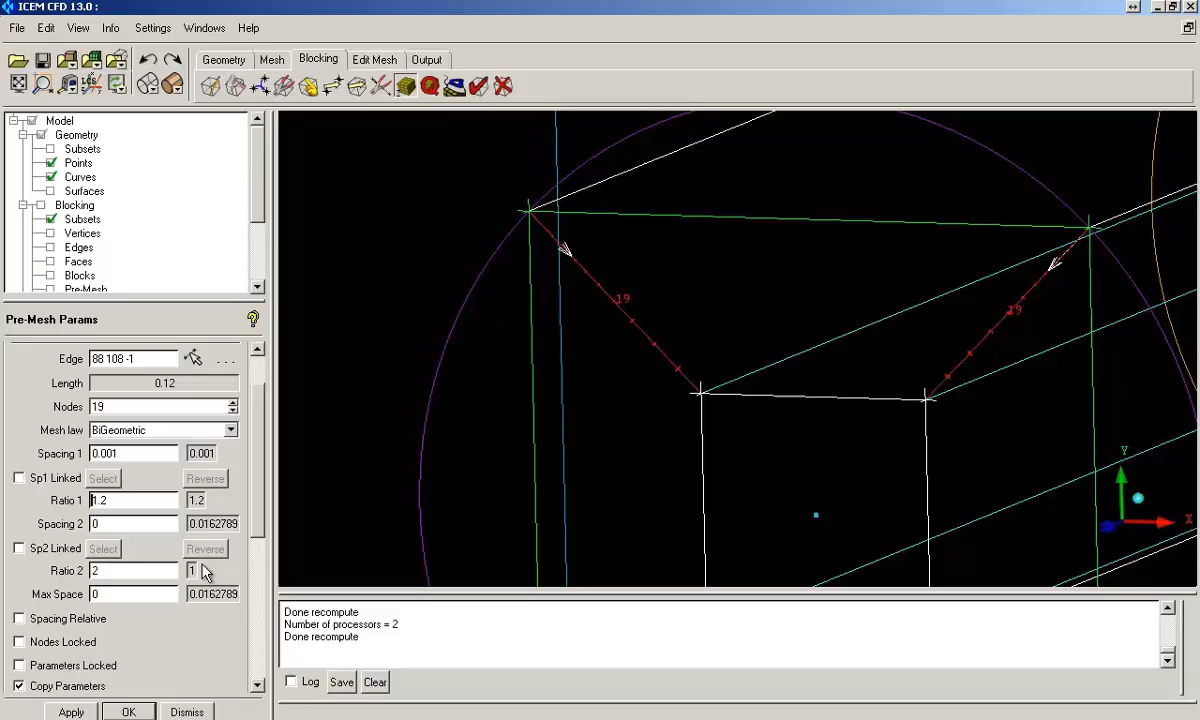 ICEM CFD 13.0 :
File Edit View Info Settings Windows Help
Geometry Mesh Blocking Edit Mesh Output
Model
Geometry
Subsets
Points
Curves
Surfaces
Blocking
Subsets
Vertices
Edges
Faces
Blocks
Pre-Mesh
Pre-Mesh Params
Edge 88 108 -1 . . .
Length 0.12
Nodes 19
Mesh law BiGeometric
Spacing 1 0.001 0.001
Sp1 Linked Select Reverse
Ratio 1 1.2 1.2
Spacing 2 0 0.0162789
Sp2 Linked Select Reverse
Ratio 2 2 1
Max Space 0 0.0162789
Spacing Relative
Nodes Locked
Parameters Locked
Copy Parameters
Apply OK Dismiss
19
19
Y
X
Done recompute
Number of processors = 2
Done recompute
Log Save Clear